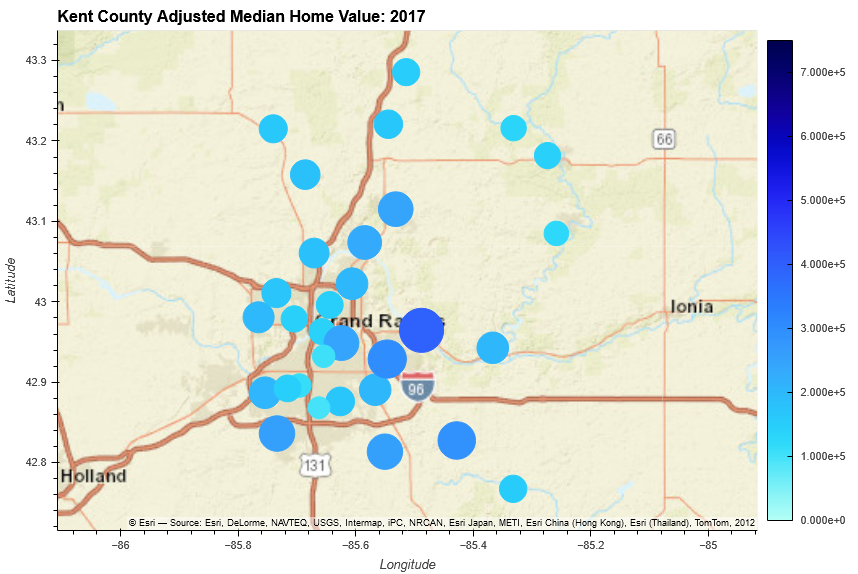 Kent County Adjusted Median Home Value: 2017
43.3
43.2
43.1
43
42.9
42.8
Latitude
n
66
Grand Ra
Ionia
96
131
Holland
© Esri — Source: Esri, DeLorme, NAVTEQ, USGS, Intermap, iPC, NRCAN, Esri Japan, METI, Esri China (Hong Kong), Esri (Thailand), TomTom, 2012
−86
−85.8
−85.6
−85.4
−85.2
−85
Longitude
7.000e+5
6.000e+5
5.000e+5
4.000e+5
3.000e+5
2.000e+5
1.000e+5
0.000e+0